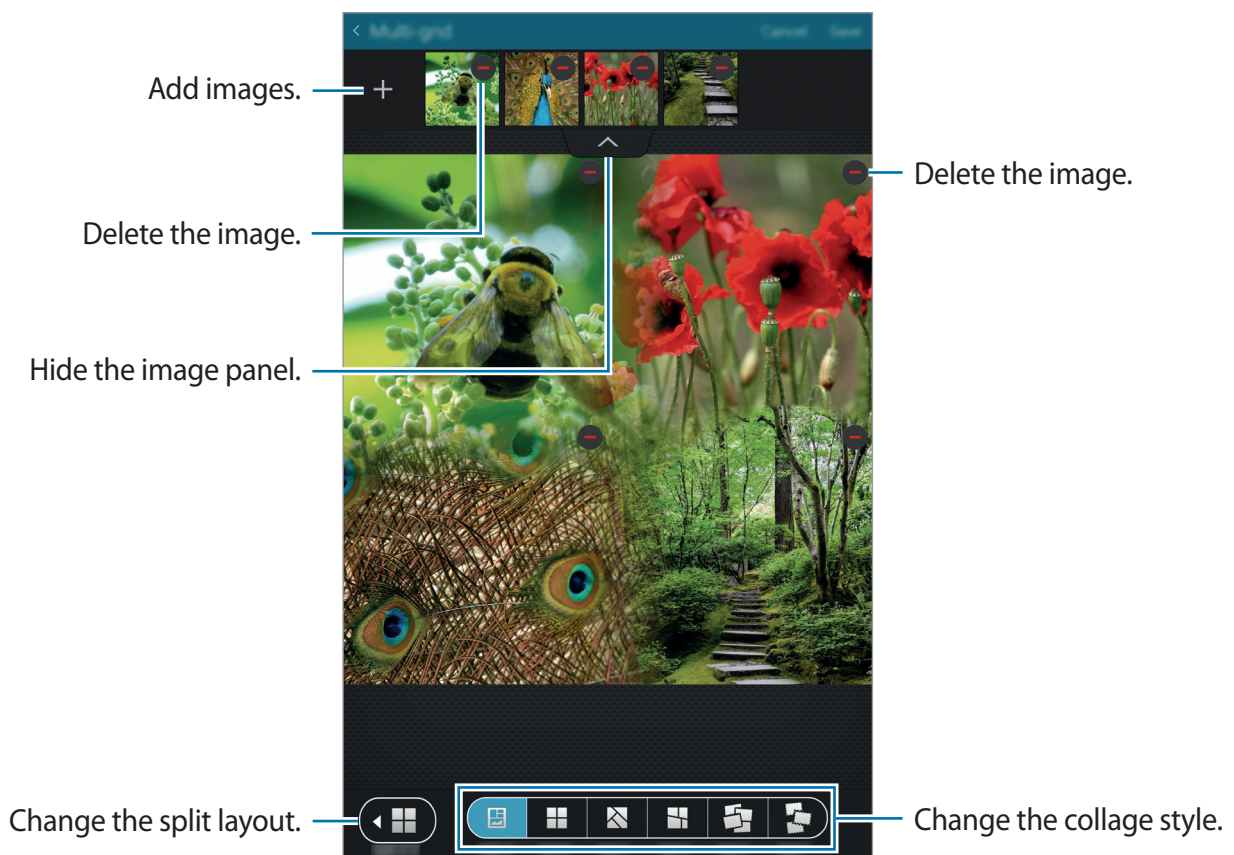 Multi-grid
Cancel Save
Add images.
Delete the image.
Delete the image.
Hide the image panel.
Change the split layout.
Change the collage style.